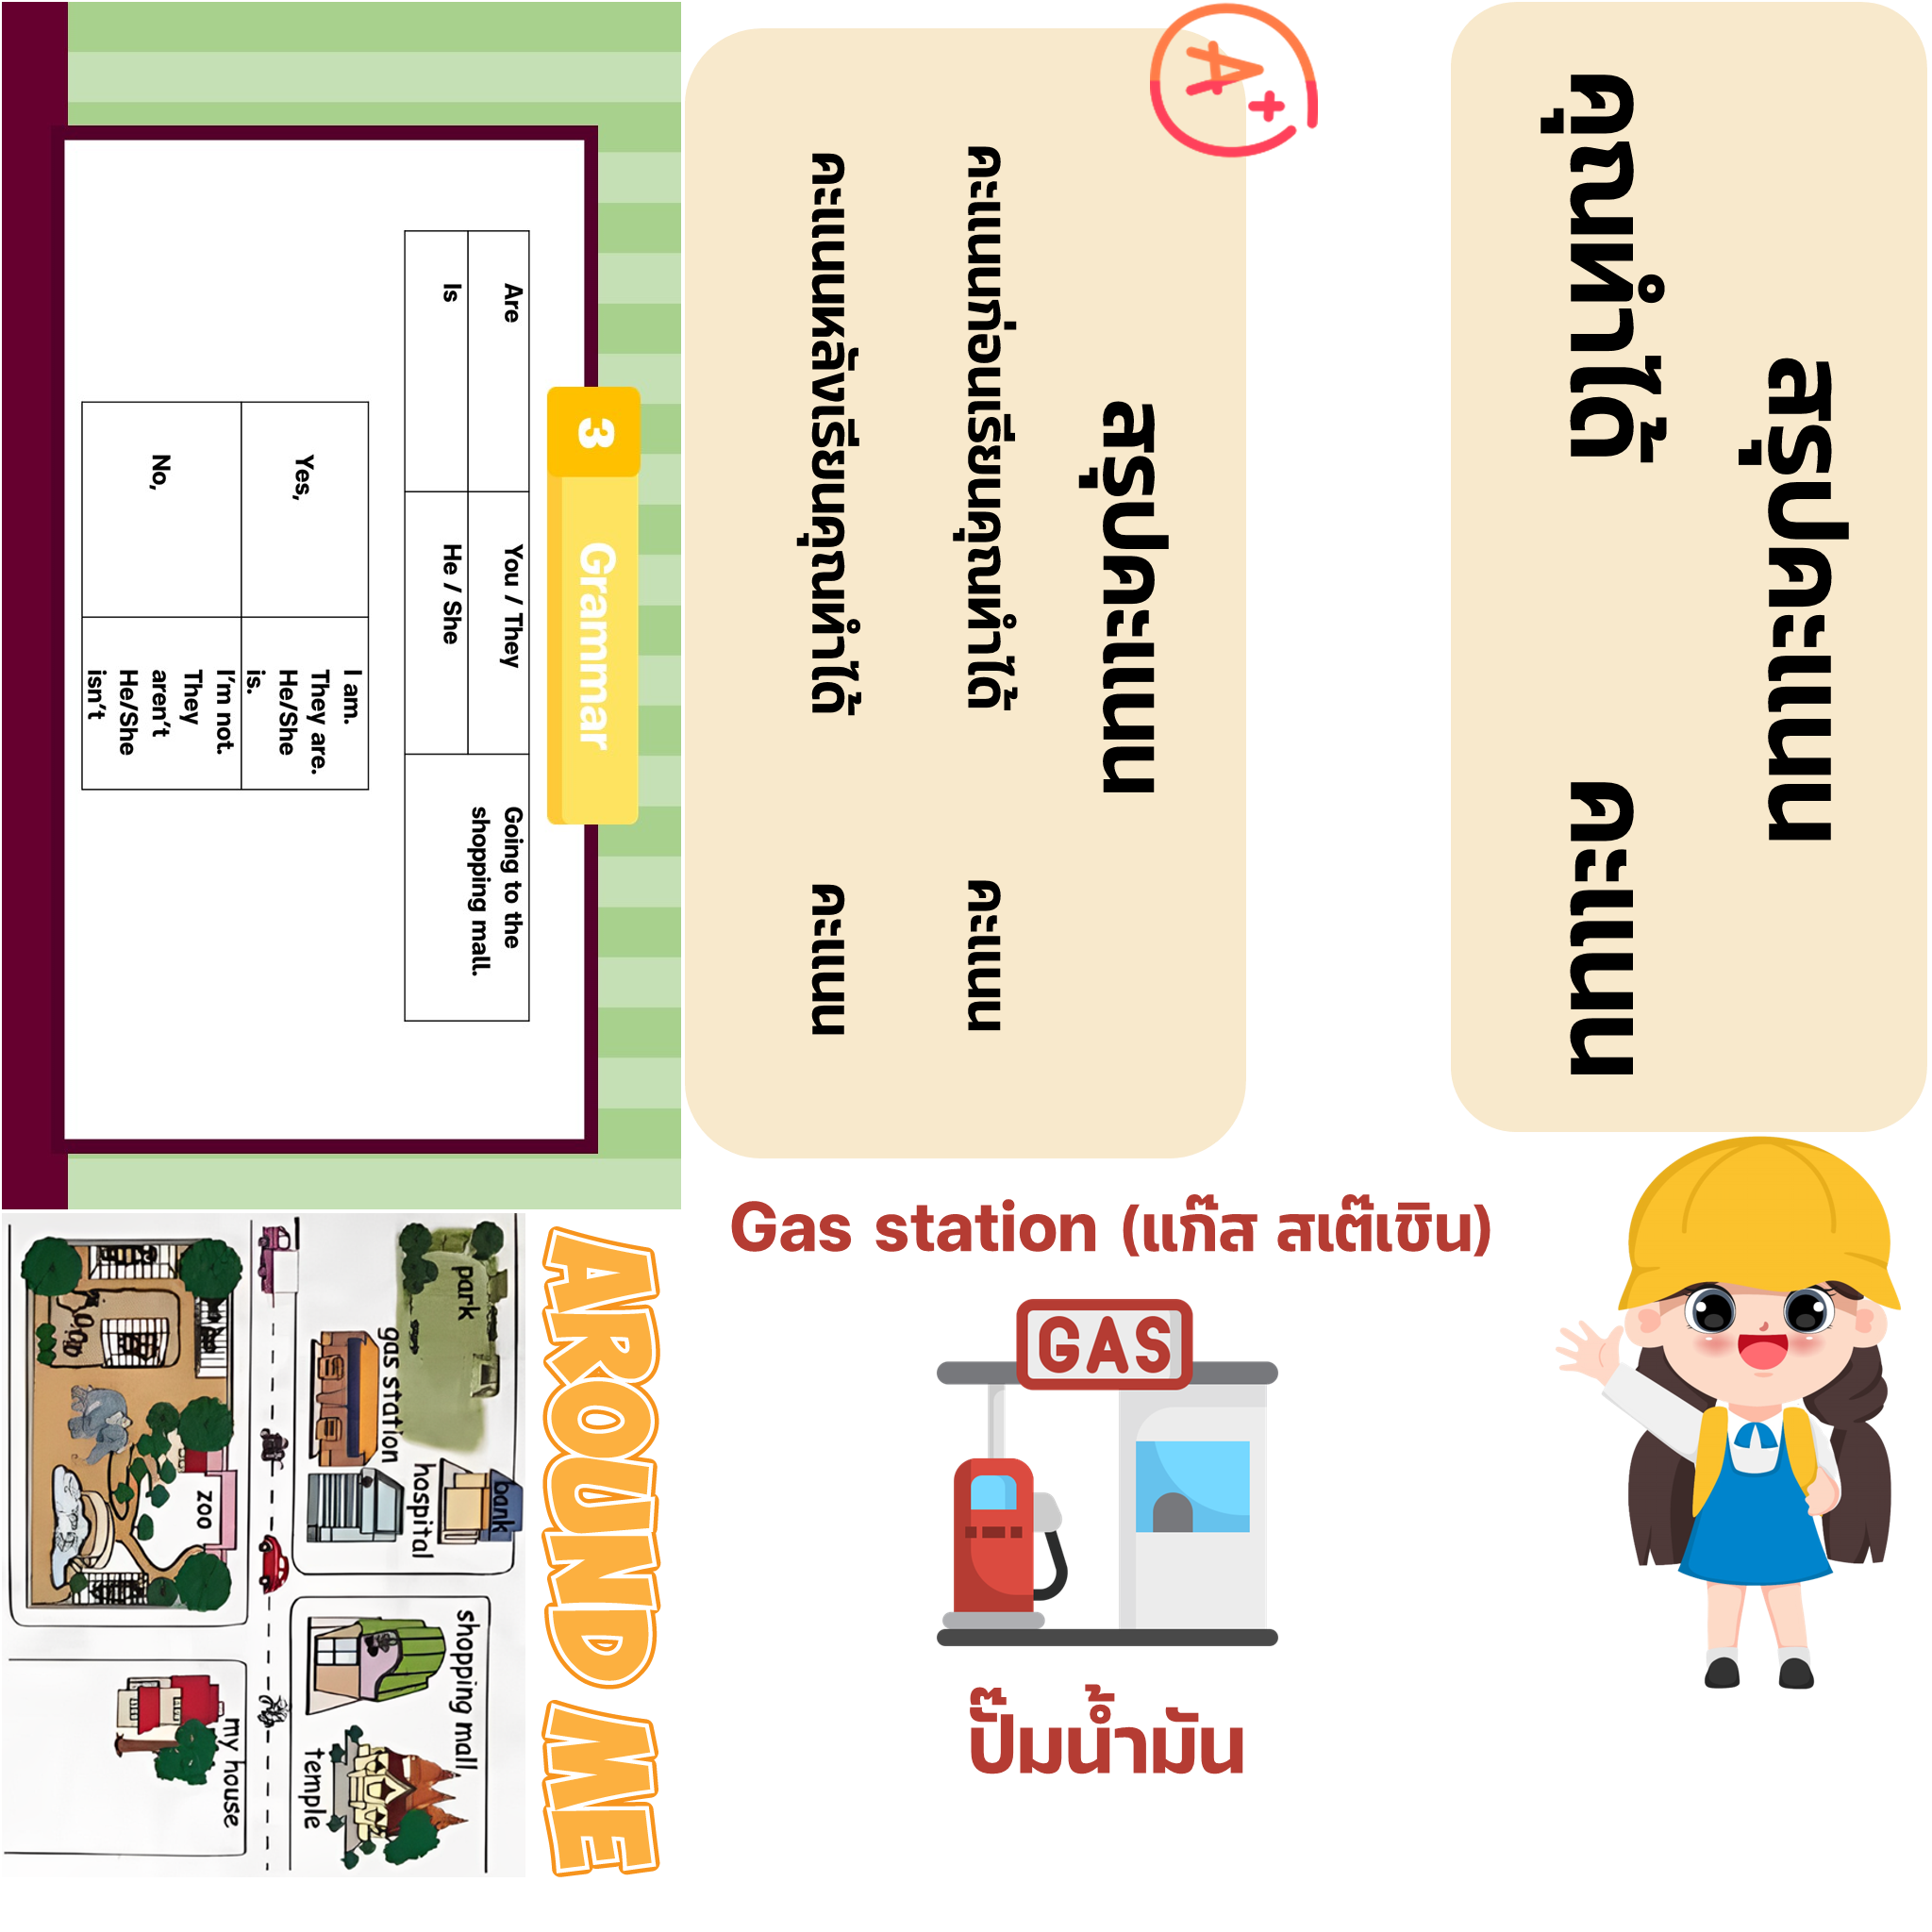 3 Grammar
Are
You / They
Going to the
shopping mall.
Is
He / She
Yes,
I am.
They are.
He/She
is.
No,
I'm not.
They
aren't
He/She
isn't
A+
สรุปคะแนน
คะแนนก่อนเรียนคุณทำได้ คะแนน
คะแนนหลังเรียนคุณทำได้ คะแนน
สรุปคะแนน
คุณทำได้ คะแนน
AROUND ME
park
bank
gas station
hospital
shopping mall
temple
zoo
my house
Gas station (แก๊ส สเต๊เชิน)
GAS
ปั๊มน้ำมัน